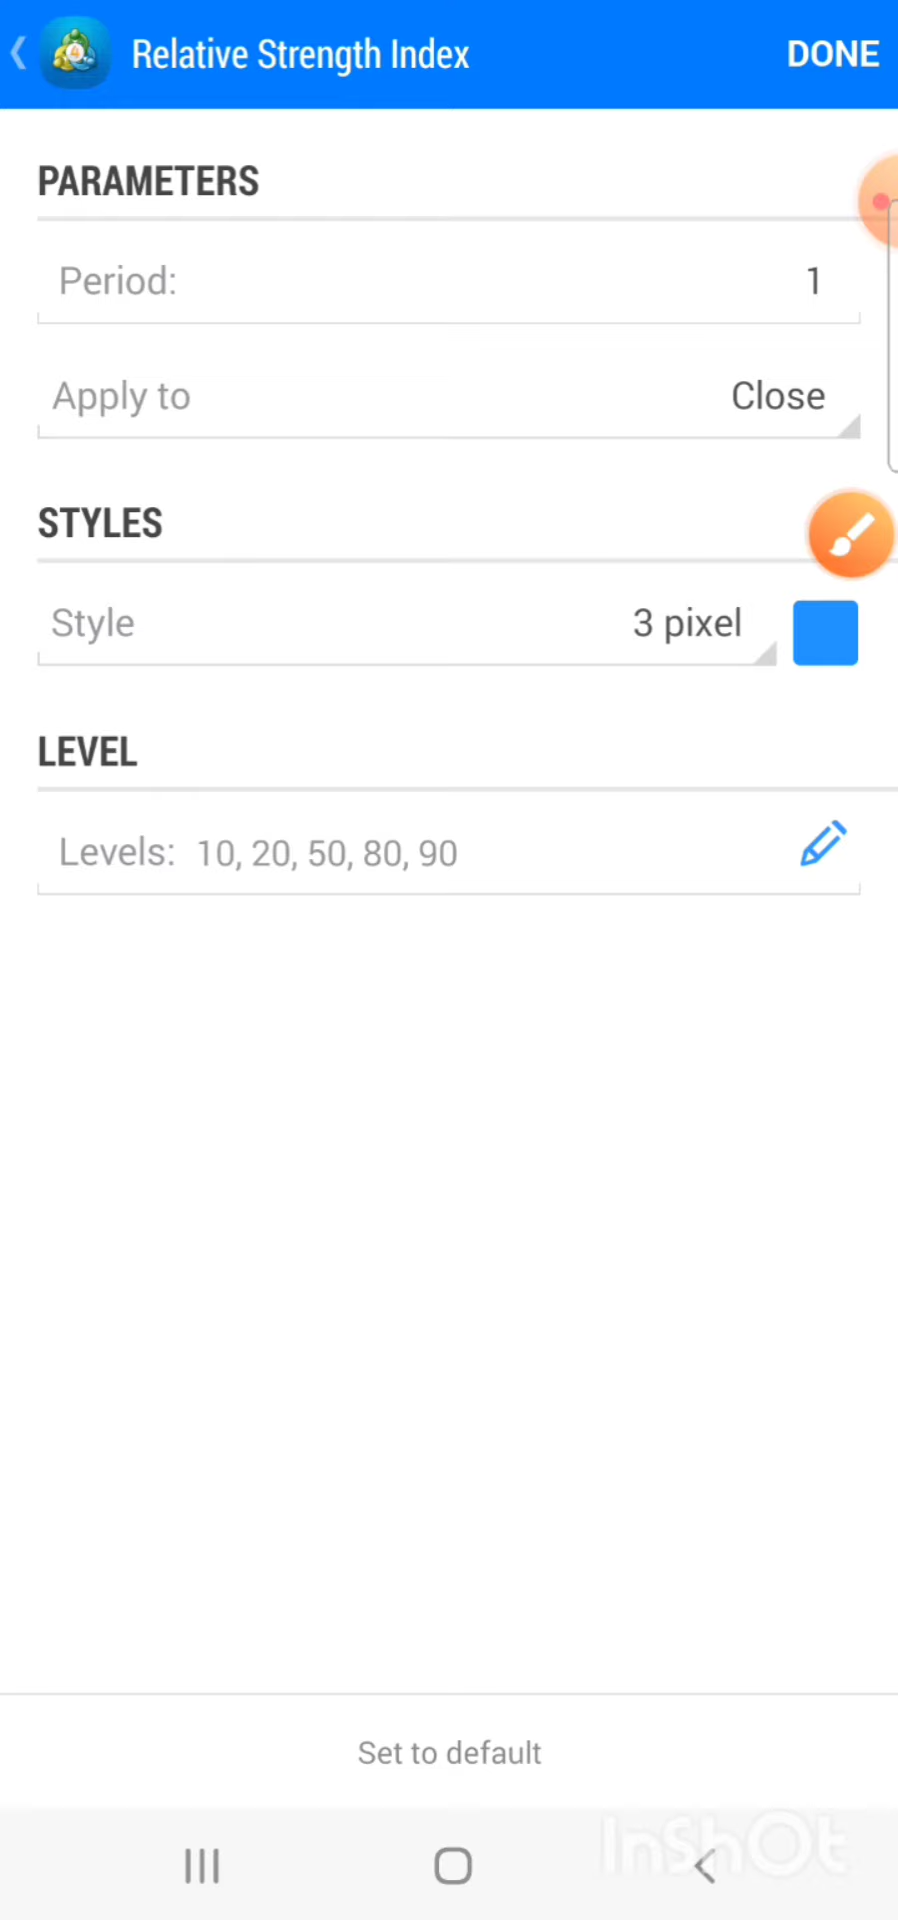 Relative Strength Index
DONE
PARAMETERS
Period: 1
Apply to Close
STYLES
Style 3 pixel
LEVEL
Levels: 10, 20, 50, 80, 90
Set to default
InShOt